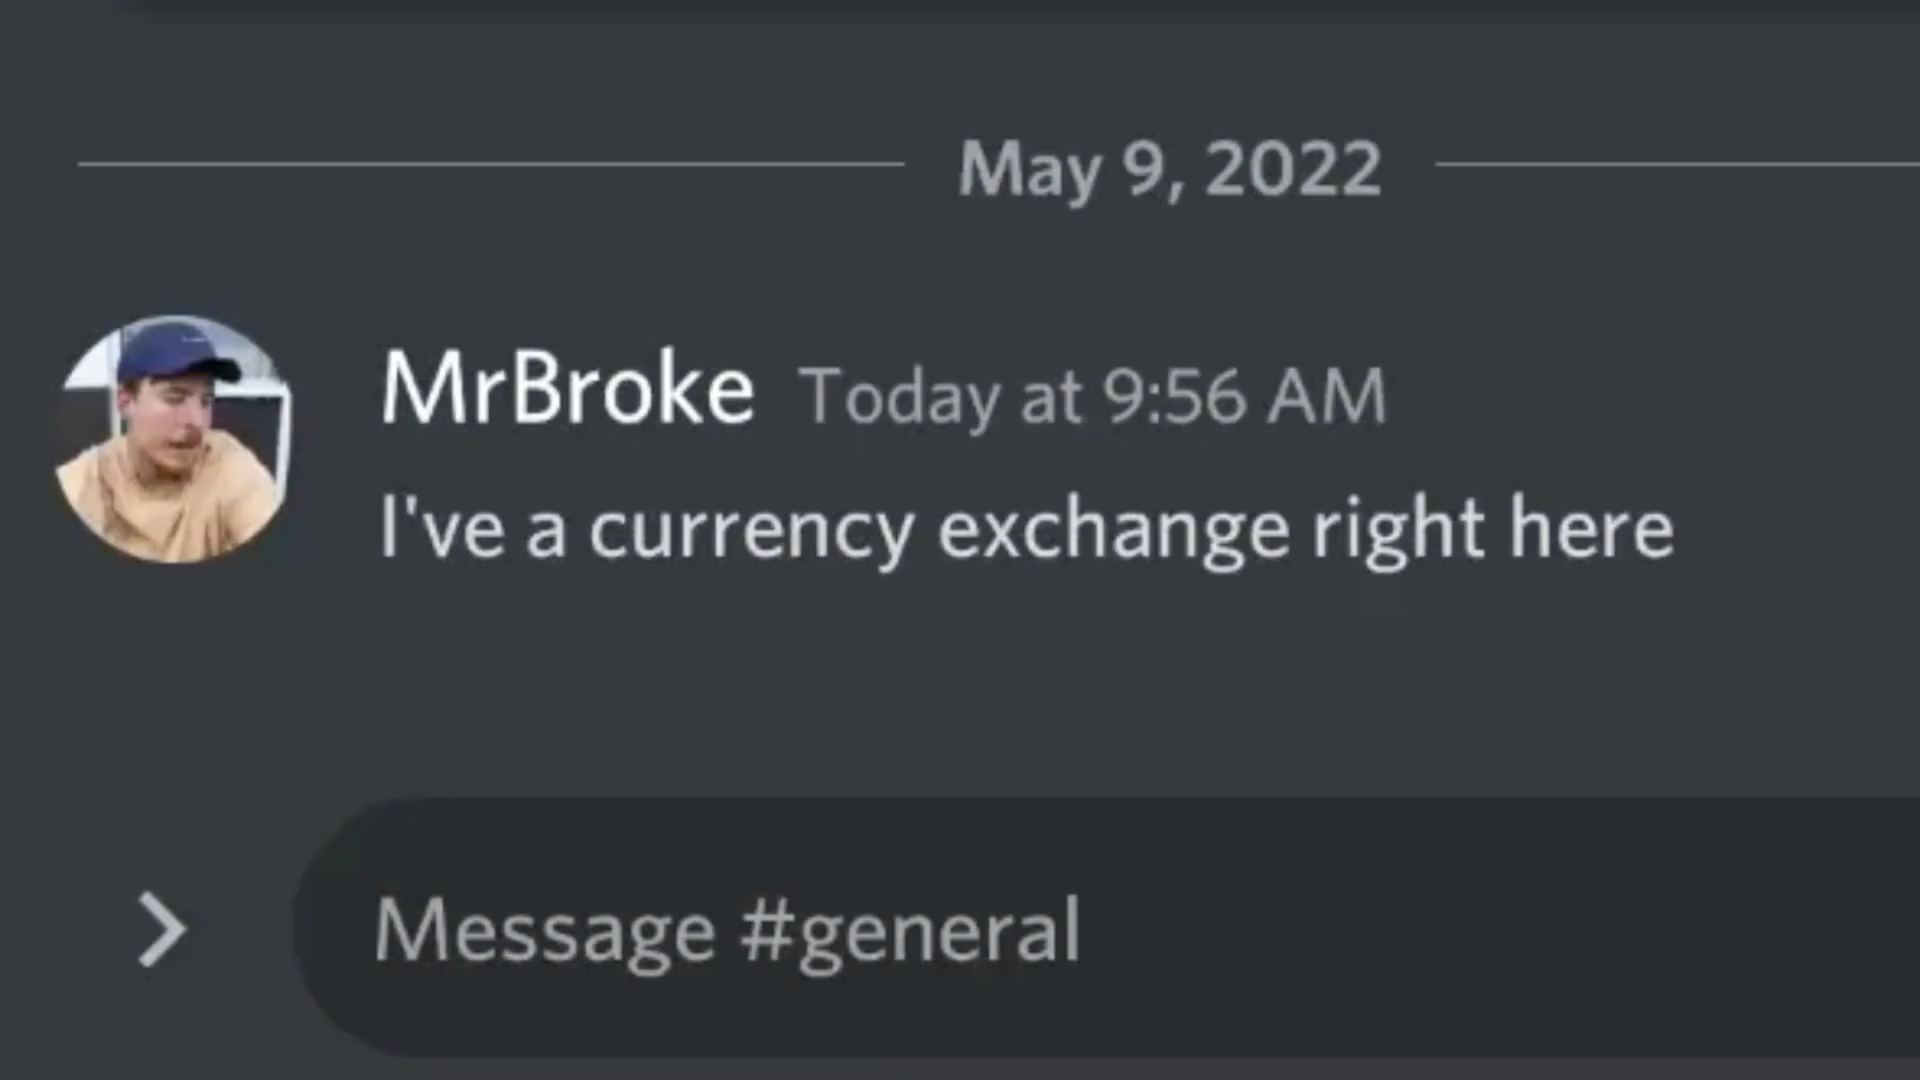 May 9, 2022
MrBroke Today at 9:56 AM
I've a currency exchange right here
Message #general